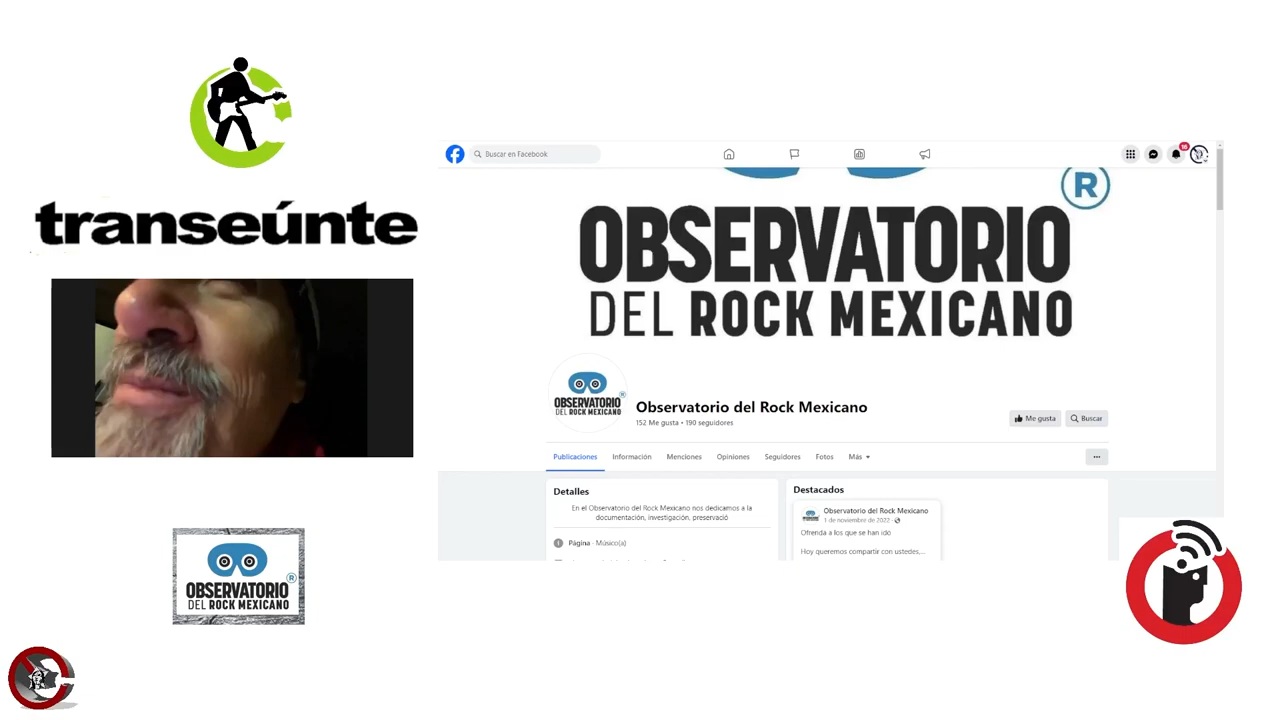 transeúnte
OBSERVATORIO
DEL ROCK MEXICANO
R
Buscar en Facebook
16
R
OBSERVATORIO
DEL ROCK MEXICANO
OBSERVATORIO
DEL ROCK MEXICANO
Observatorio del Rock Mexicano
152 Me gusta • 190 seguidores
Me gusta
Buscar
Publicaciones
Información
Menciones
Opiniones
Seguidores
Fotos
Más
Detalles
En el Observatorio del Rock Mexicano nos dedicamos a la
documentación, investigación, preservació
Página · Músico(a)
Destacados
Observatorio del Rock Mexicano
1 de noviembre de 2022
Ofrenda a los que se han ido
Hoy queremos compartir con ustedes,...